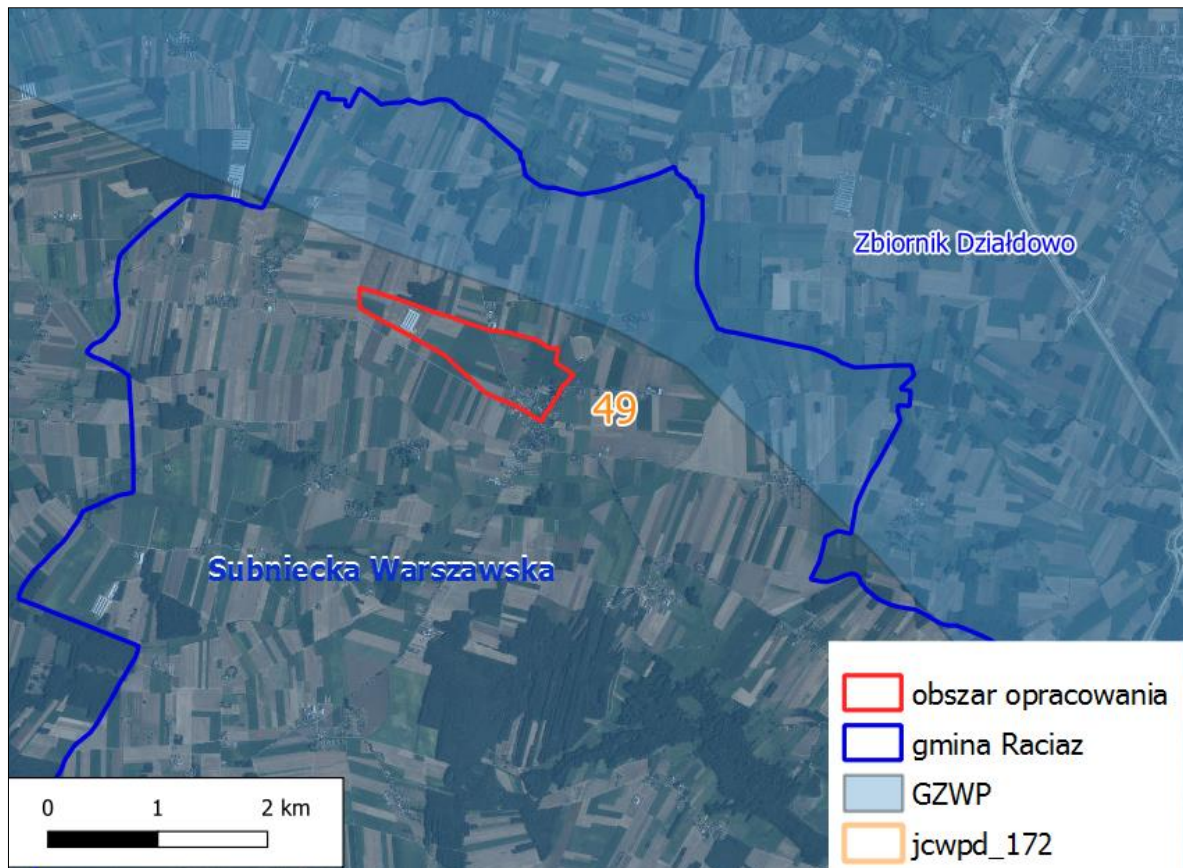 Zbiornik Działdowo
49
Subniecka Warszawska
obszar opracowania
gmina Raciaz
GZWP
jcwpd_172
0 1 2 km